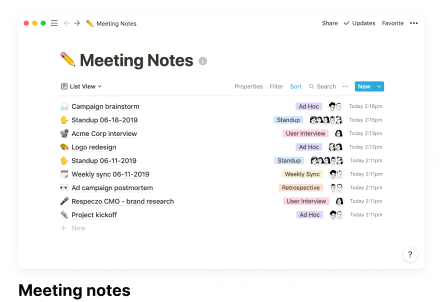 Meeting Notes
Share
Updates
Favorite
Meeting Notes
List View
Properties Filter Sort Search ... New
Campaign brainstorm Ad Hoc Today 2:18pm
Standup 06-18-2019 Standup Today 2:11pm
Acme Corp interview User Interview Today 2:13pm
Logo redesign Ad Hoc Today 3:12pm
Standup 06-11-2019 Standup Today 2:11pm
Weekly sync 06-11-2019 Weekly Sync Today 2:11pm
Ad campaign postmortem Retrospective Today 2:11pm
Respeczo CMO - brand research User Interview Today 2:11pm
Project kickoff Ad Hoc Today 2:11pm
+ New
?
Meeting notes